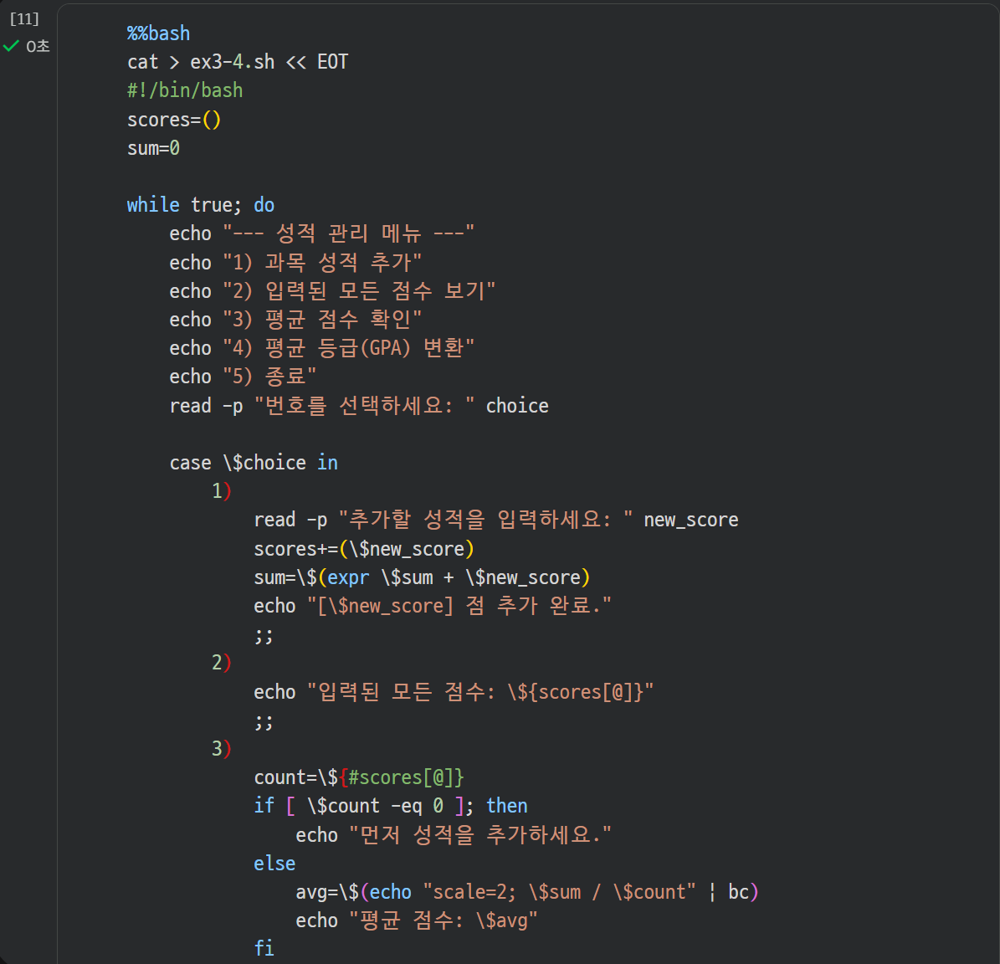 [11]
0초
%%bash
cat > ex3-4.sh << EOT
#!/bin/bash
scores=()
sum=0
while true; do
echo "--- 성적 관리 메뉴 ---"
echo "1) 과목 성적 추가"
echo "2) 입력된 모든 점수 보기"
echo "3) 평균 점수 확인"
echo "4) 평균 등급(GPA) 변환"
echo "5) 종료"
read -p "번호를 선택하세요: " choice
case \$choice in
1)
read -p "추가할 성적을 입력하세요: " new_score
scores+=(\$new_score)
sum=\$(expr \$sum + \$new_score)
echo "[\$new_score] 점 추가 완료."
;;
2)
echo "입력된 모든 점수: \${scores[@]}"
;;
3)
count=\${#scores[@]}
if [ \$count -eq 0 ]; then
echo "먼저 성적을 추가하세요."
else
avg=\$(echo "scale=2; \$sum / \$count" | bc)
echo "평균 점수: \$avg"
fi